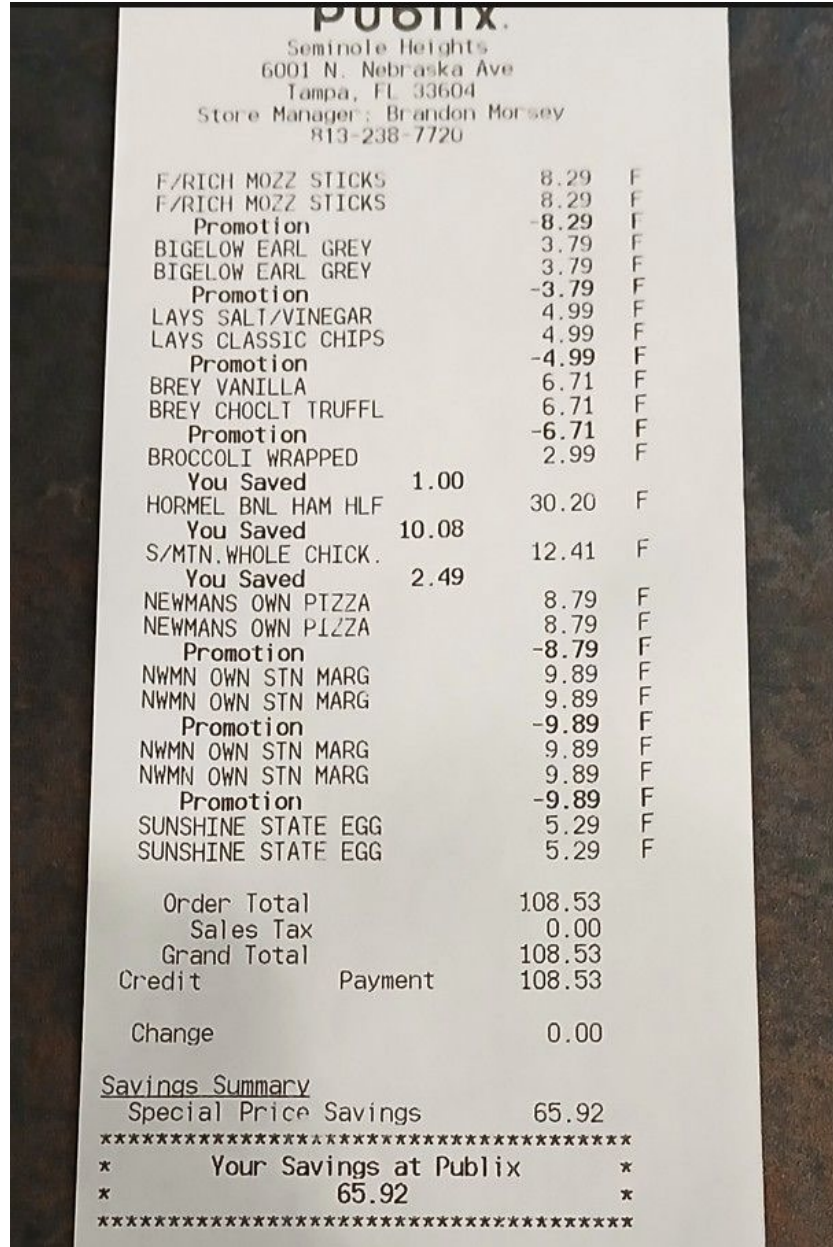 Publix.
Seminole Heights
6001 N. Nebraska Ave
Tampa, FL 33604
Store Manager: Brandon Morsey
813-238-7720
F/RICH MOZZ STICKS 8.29 F
F/RICH MOZZ STICKS 8.29 F
Promotion -8.29 F
BIGELOW EARL GREY 3.79 F
BIGELOW EARL GREY 3.79 F
Promotion -3.79 F
LAYS SALT/VINEGAR 4.99 F
LAYS CLASSIC CHIPS 4.99 F
Promotion -4.99 F
BREY VANILLA 6.71 F
BREY CHOCLT TRUFFL 6.71 F
Promotion -6.71 F
BROCCOLI WRAPPED 2.99 F
You Saved 1.00
HORMEL BNL HAM HLF 30.20 F
You Saved 10.08
S/MTN.WHOLE CHICK. 12.41 F
You Saved 2.49
NEWMANS OWN PIZZA 8.79 F
NEWMANS OWN PIZZA 8.79 F
Promotion -8.79 F
NWMN OWN STN MARG 9.89 F
NWMN OWN STN MARG 9.89 F
Promotion -9.89 F
NWMN OWN STN MARG 9.89 F
NWMN OWN STN MARG 9.89 F
Promotion -9.89 F
SUNSHINE STATE EGG 5.29 F
SUNSHINE STATE EGG 5.29 F
Order Total 108.53
Sales Tax 0.00
Grand Total 108.53
Credit Payment 108.53
Change 0.00
Savings Summary
Special Price Savings 65.92
**************************************
* Your Savings at Publix *
* 65.92 *
**************************************